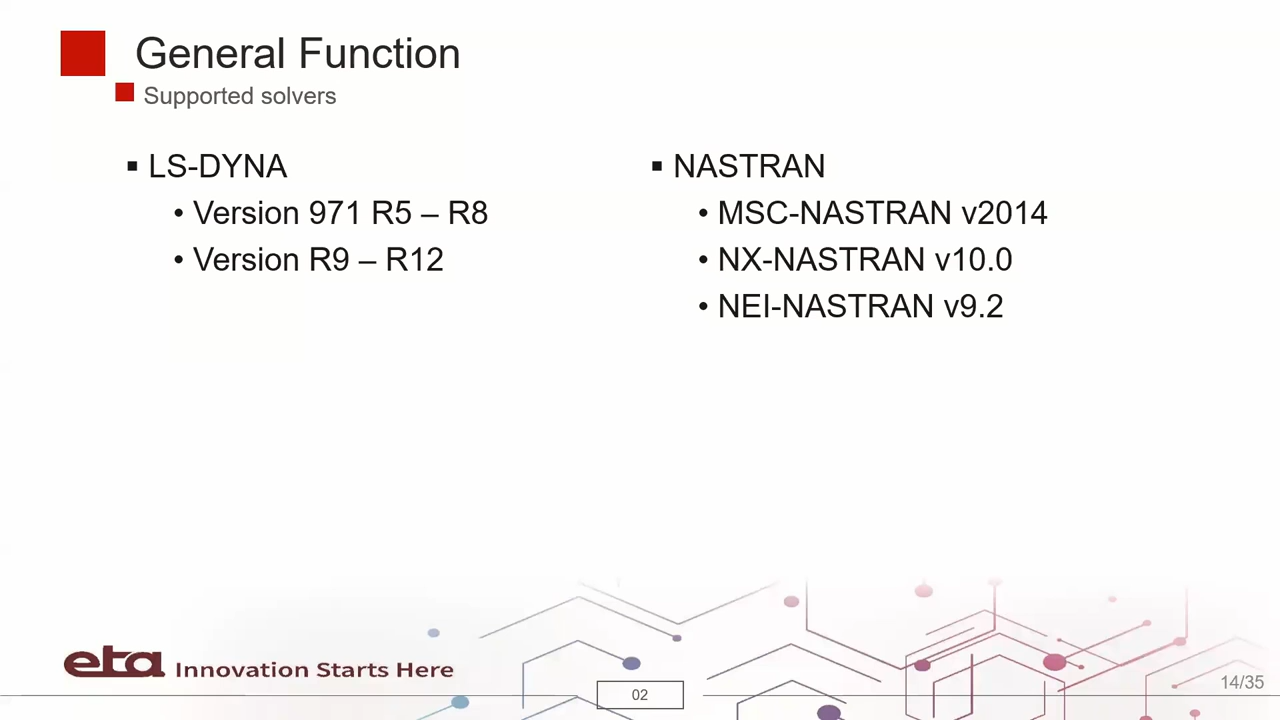 General Function
Supported solvers
▪ LS-DYNA
• Version 971 R5 – R8
• Version R9 – R12
▪ NASTRAN
• MSC-NASTRAN v2014
• NX-NASTRAN v10.0
• NEI-NASTRAN v9.2
eta Innovation Starts Here
02
14/35